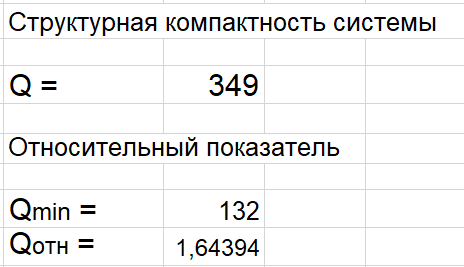 Структурная компактность системы
Q = 349
Относительный показатель
Qmin = 132
Qотн = 1,64394